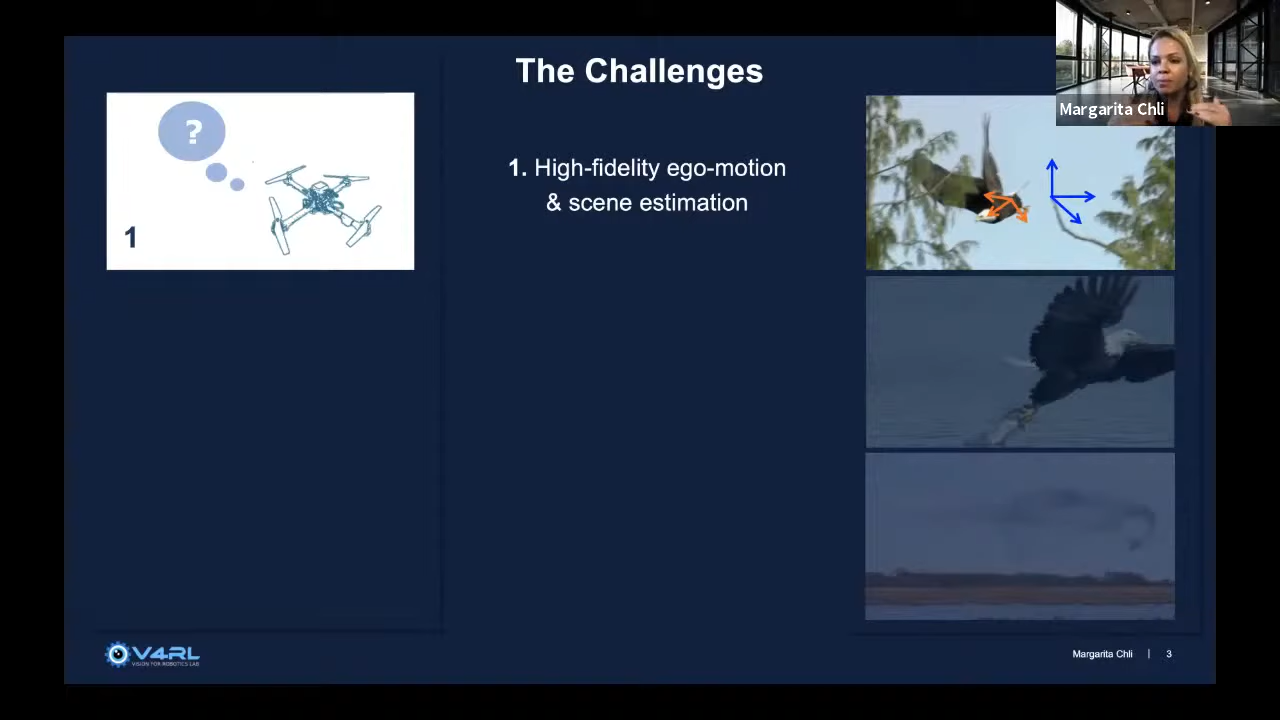 The Challenges
Margarita Chli
?
1
1. High-fidelity ego-motion
& scene estimation
V4RL
VISION FOR ROBOTICS LAB
Margarita Chli | 3